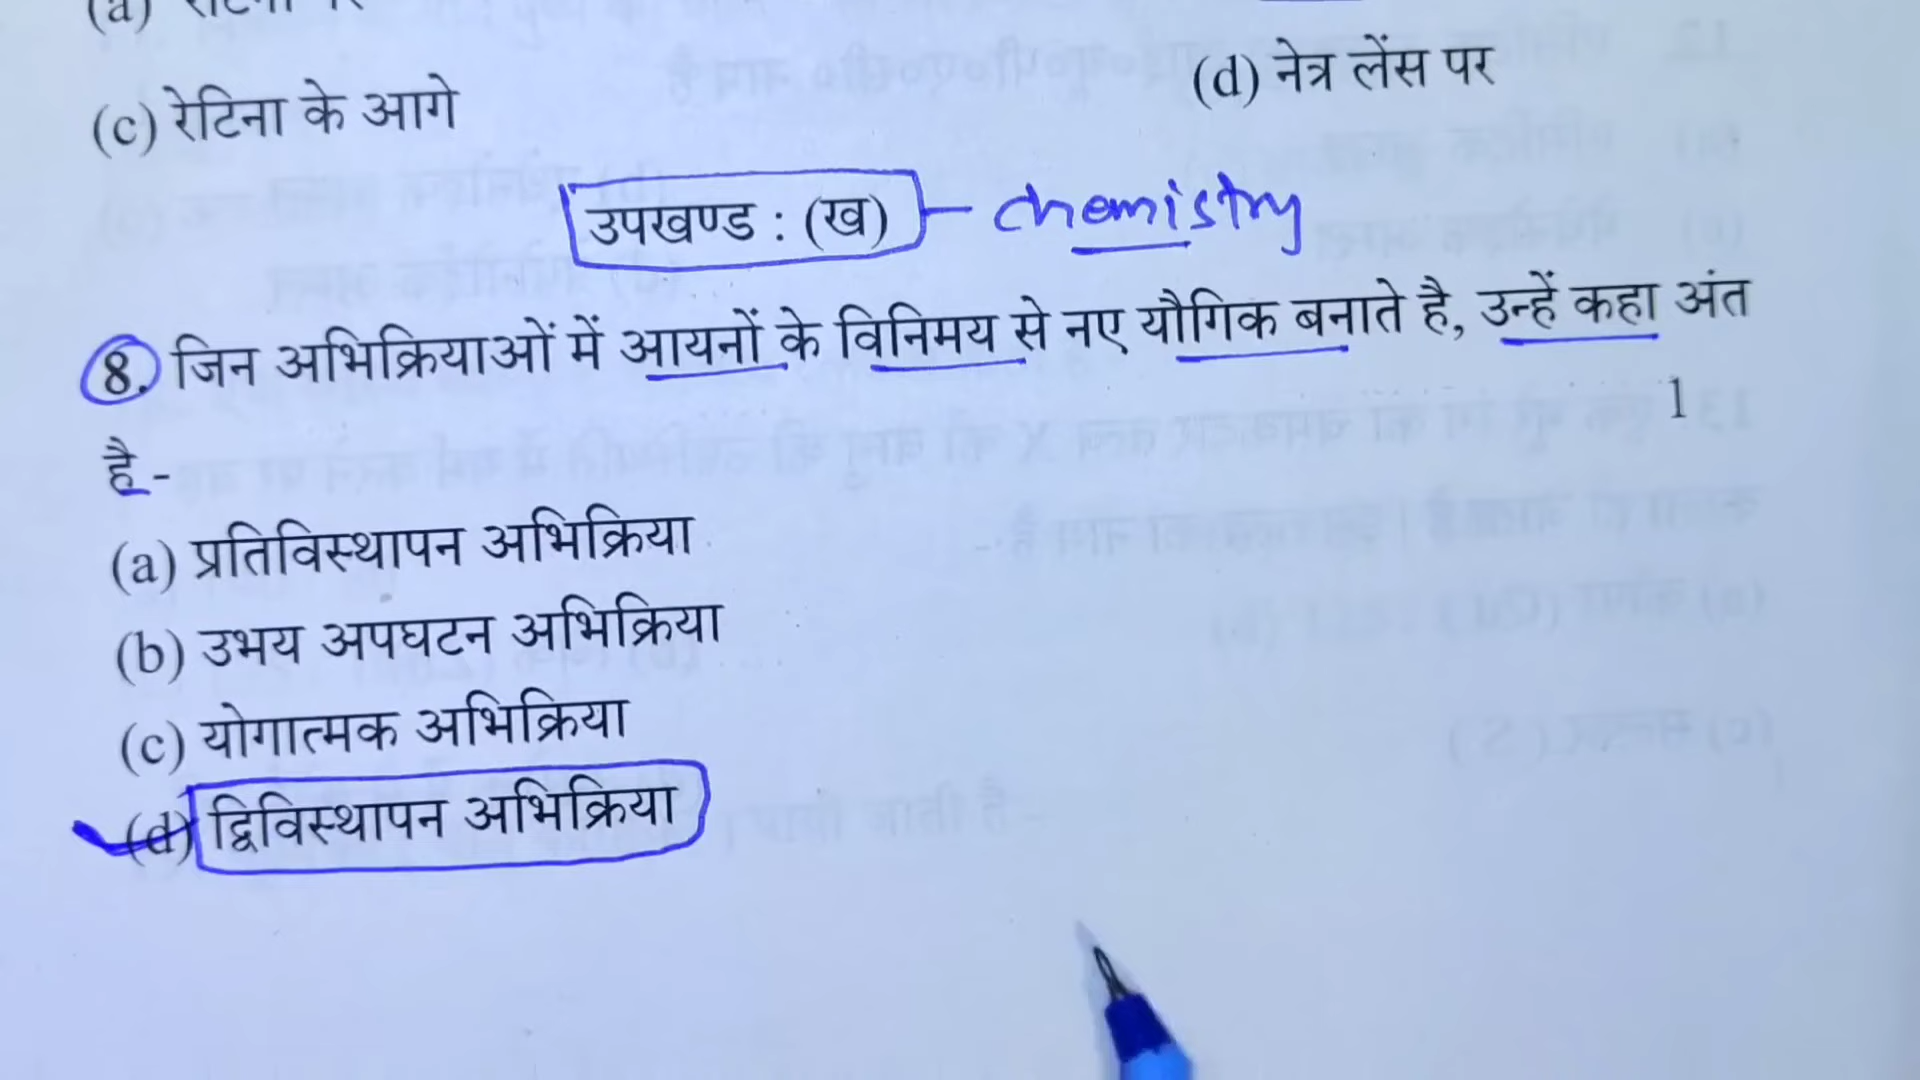 (c) रेटिना के आगे
(d) नेत्र लेंस पर
उपखण्ड : (ख) - chemistry
8. जिन अभिक्रियाओं में आयनों के विनिमय से नए यौगिक बनाते है, उन्हें कहा अंत
1
है -
(a) प्रतिविस्थापन अभिक्रिया
(b) उभय अपघटन अभिक्रिया
(c) योगात्मक अभिक्रिया
(d) द्विविस्थापन अभिक्रिया